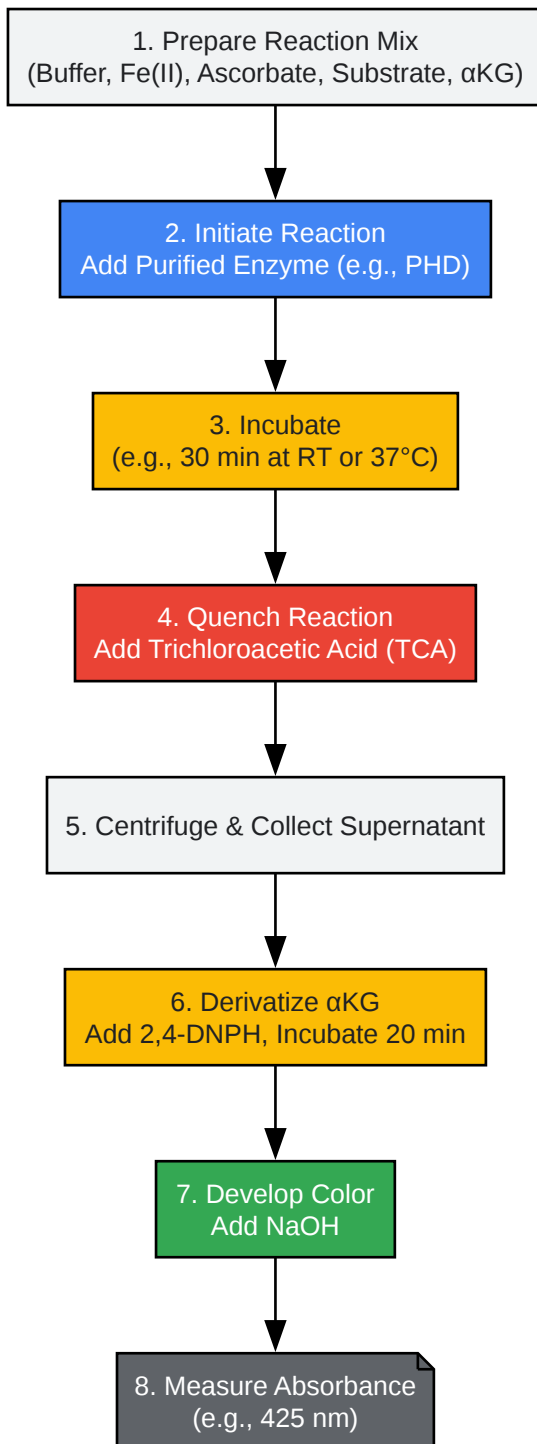 1. Prepare Reaction Mix
(Buffer, Fe(II), Ascorbate, Substrate, αKG)
2. Initiate Reaction
Add Purified Enzyme (e.g., PHD)
3. Incubate
(e.g., 30 min at RT or 37°C)
4. Quench Reaction
Add Trichloroacetic Acid (TCA)
5. Centrifuge & Collect Supernatant
6. Derivatize αKG
Add 2,4-DNPH, Incubate 20 min
7. Develop Color
Add NaOH
8. Measure Absorbance
(e.g., 425 nm)